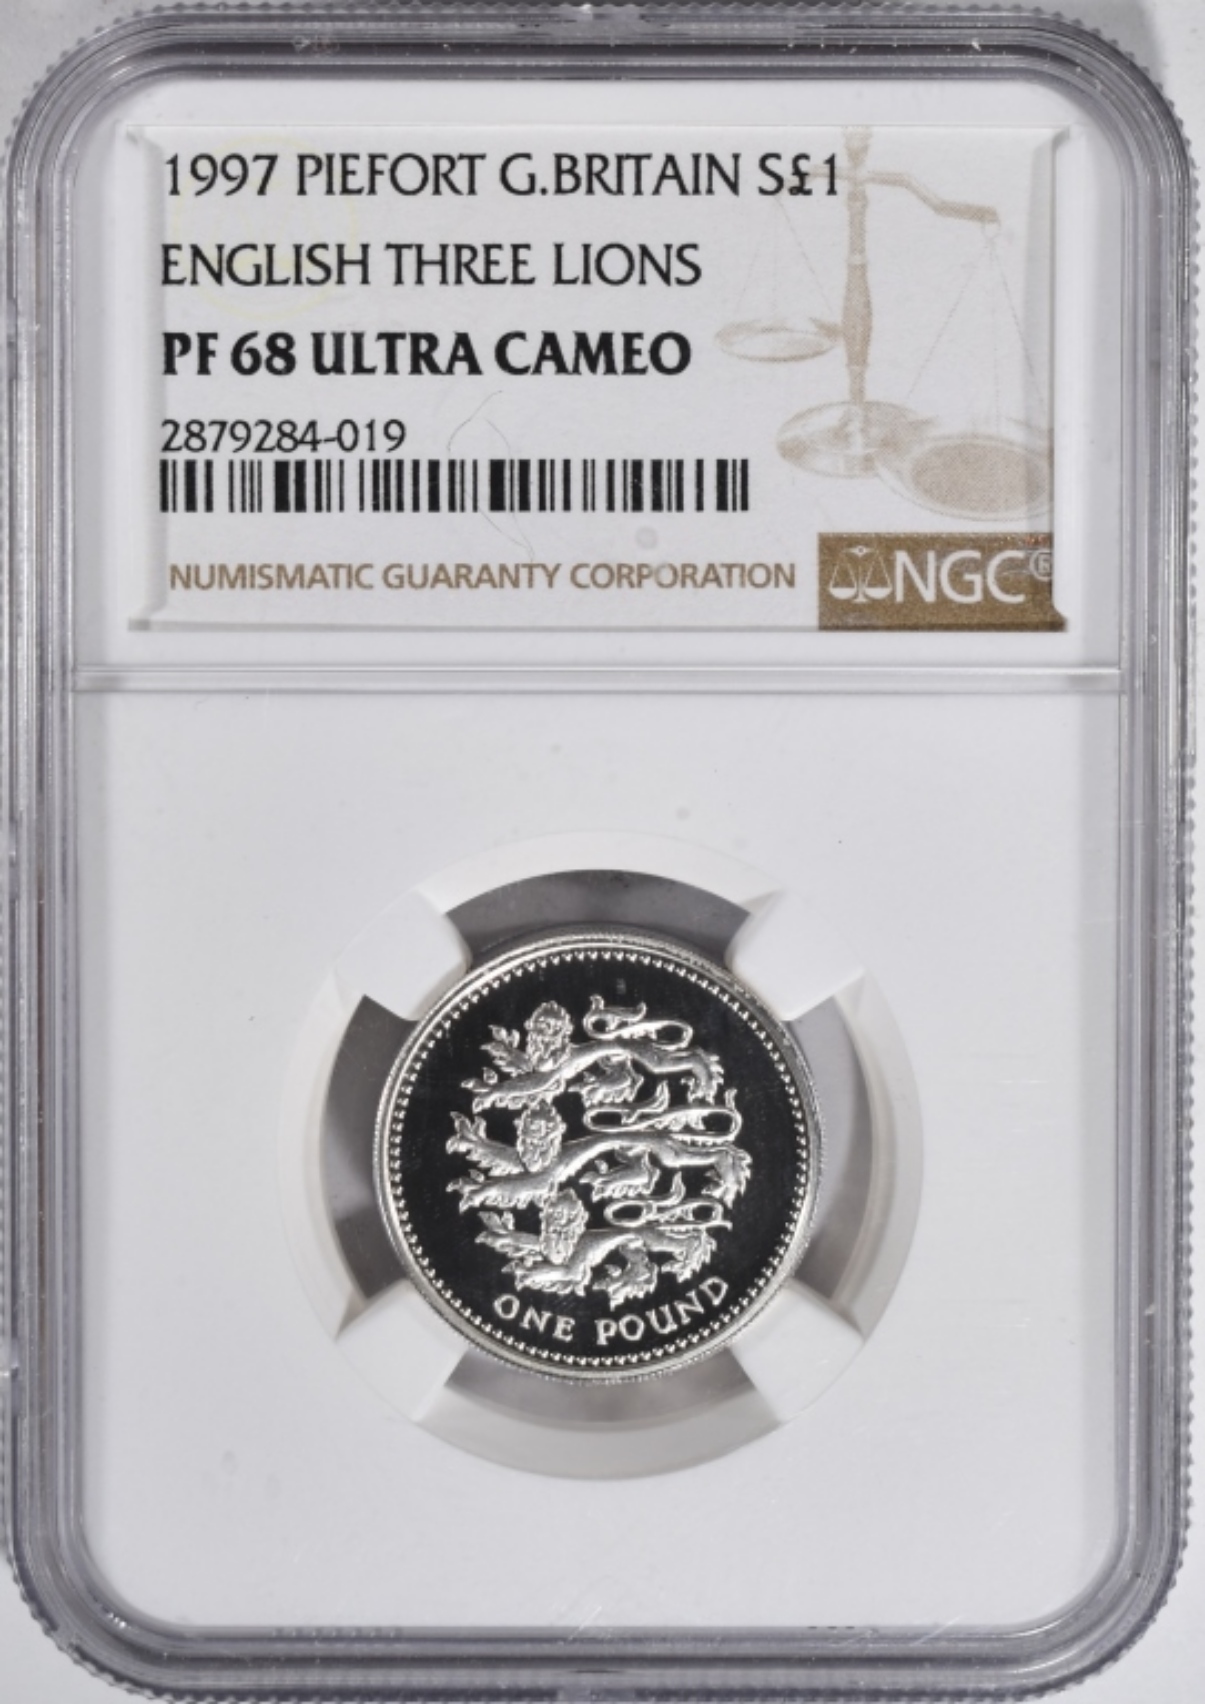 1997 PIEFORT G.BRITAIN S£1
ENGLISH THREE LIONS
PF 68 ULTRA CAMEO
2879284-019
NUMISMATIC GUARANTY CORPORATION
NGC®
ONE POUND